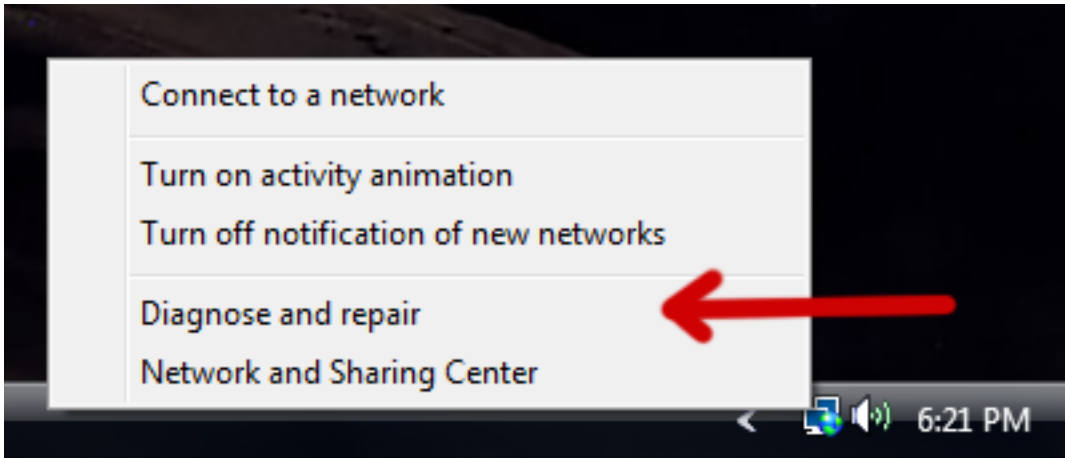 Connect to a network
Turn on activity animation
Turn off notification of new networks
Diagnose and repair
Network and Sharing Center
6:21 PM